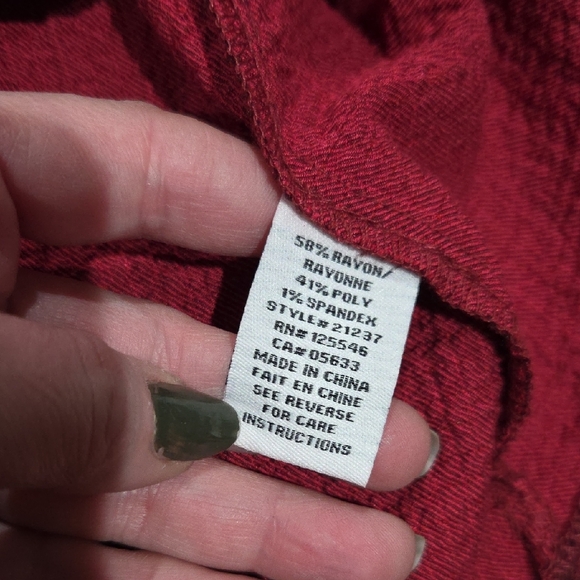 58% RAYON/
RAYONNE
41% POLY
1% SPANDEX
STYLE# 21237
RN# 125546
CA# 05633
MADE IN CHINA
FAIT EN CHINE
SEE REVERSE
FOR CARE
INSTRUCTIONS